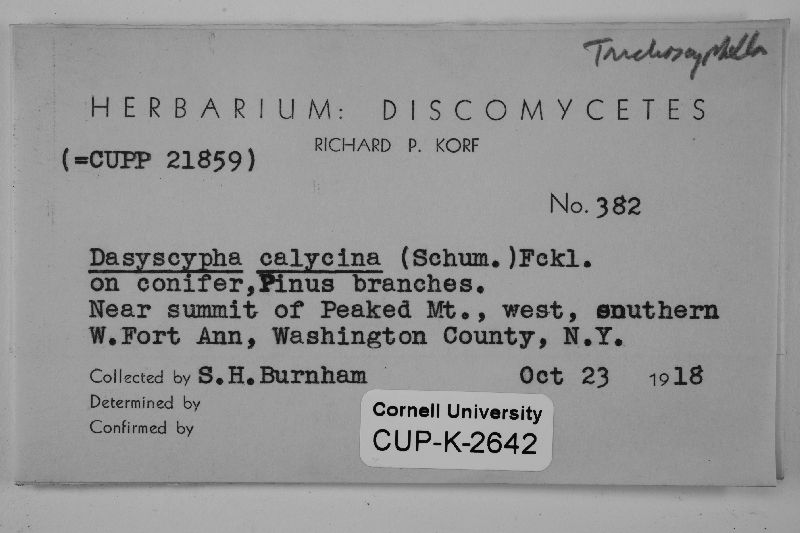 Trichoscyphella
HERBARIUM: DISCOMYCETES
RICHARD P. KORF
(=CUPP 21859)
No. 382
Dasyscypha calycina (Schum.)Fckl.
on conifer,Pinus branches.
Near summit of Peaked Mt., west, snuthern
W.Fort Ann, Washington County, N.Y.
Collected by S.H.Burnham Oct 23 1918
Determined by
Confirmed by
Cornell University
CUP-K-2642